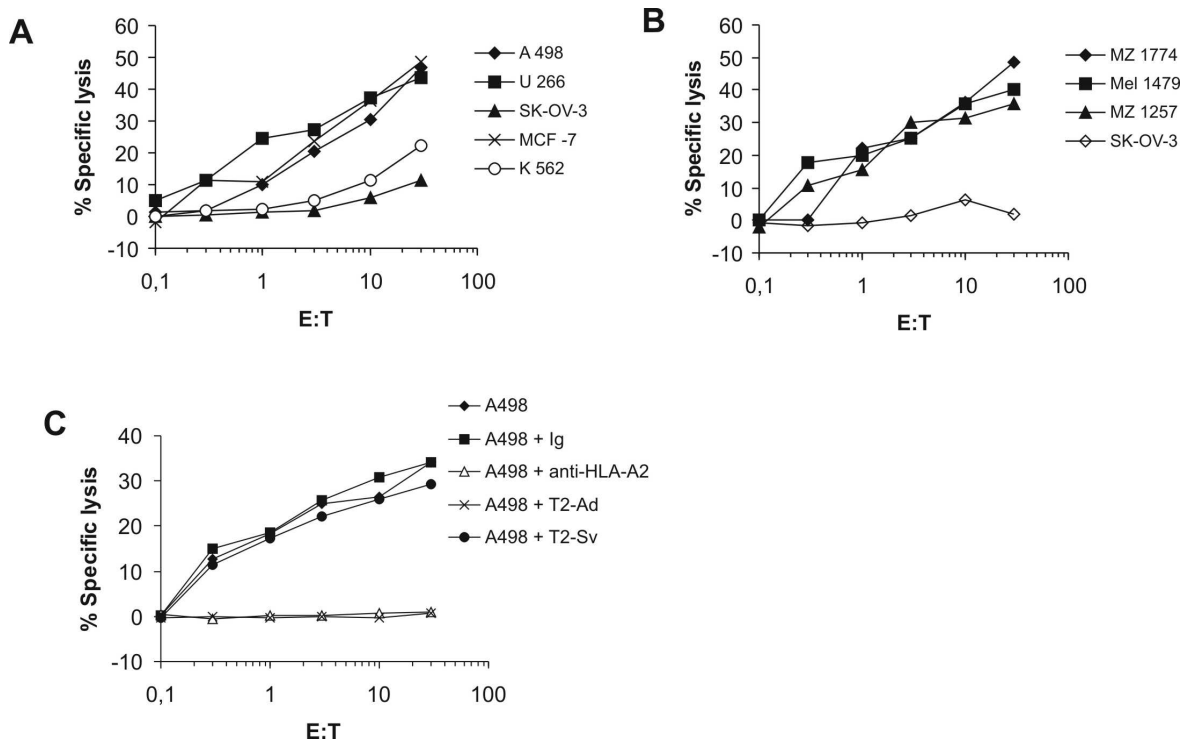 A
60
50
40
30
20
10
0
-10
% Specific lysis
0,1 1 10 100
E:T
A 498
U 266
SK-OV-3
MCF -7
K 562
B
60
50
40
30
20
10
0
-10
% Specific lysis
0,1 1 10 100
E:T
MZ 1774
Mel 1479
MZ 1257
SK-OV-3
C
40
30
20
10
0
-10
% Specific lysis
0,1 1 10 100
E:T
A498
A498 + Ig
A498 + anti-HLA-A2
A498 + T2-Ad
A498 + T2-Sv